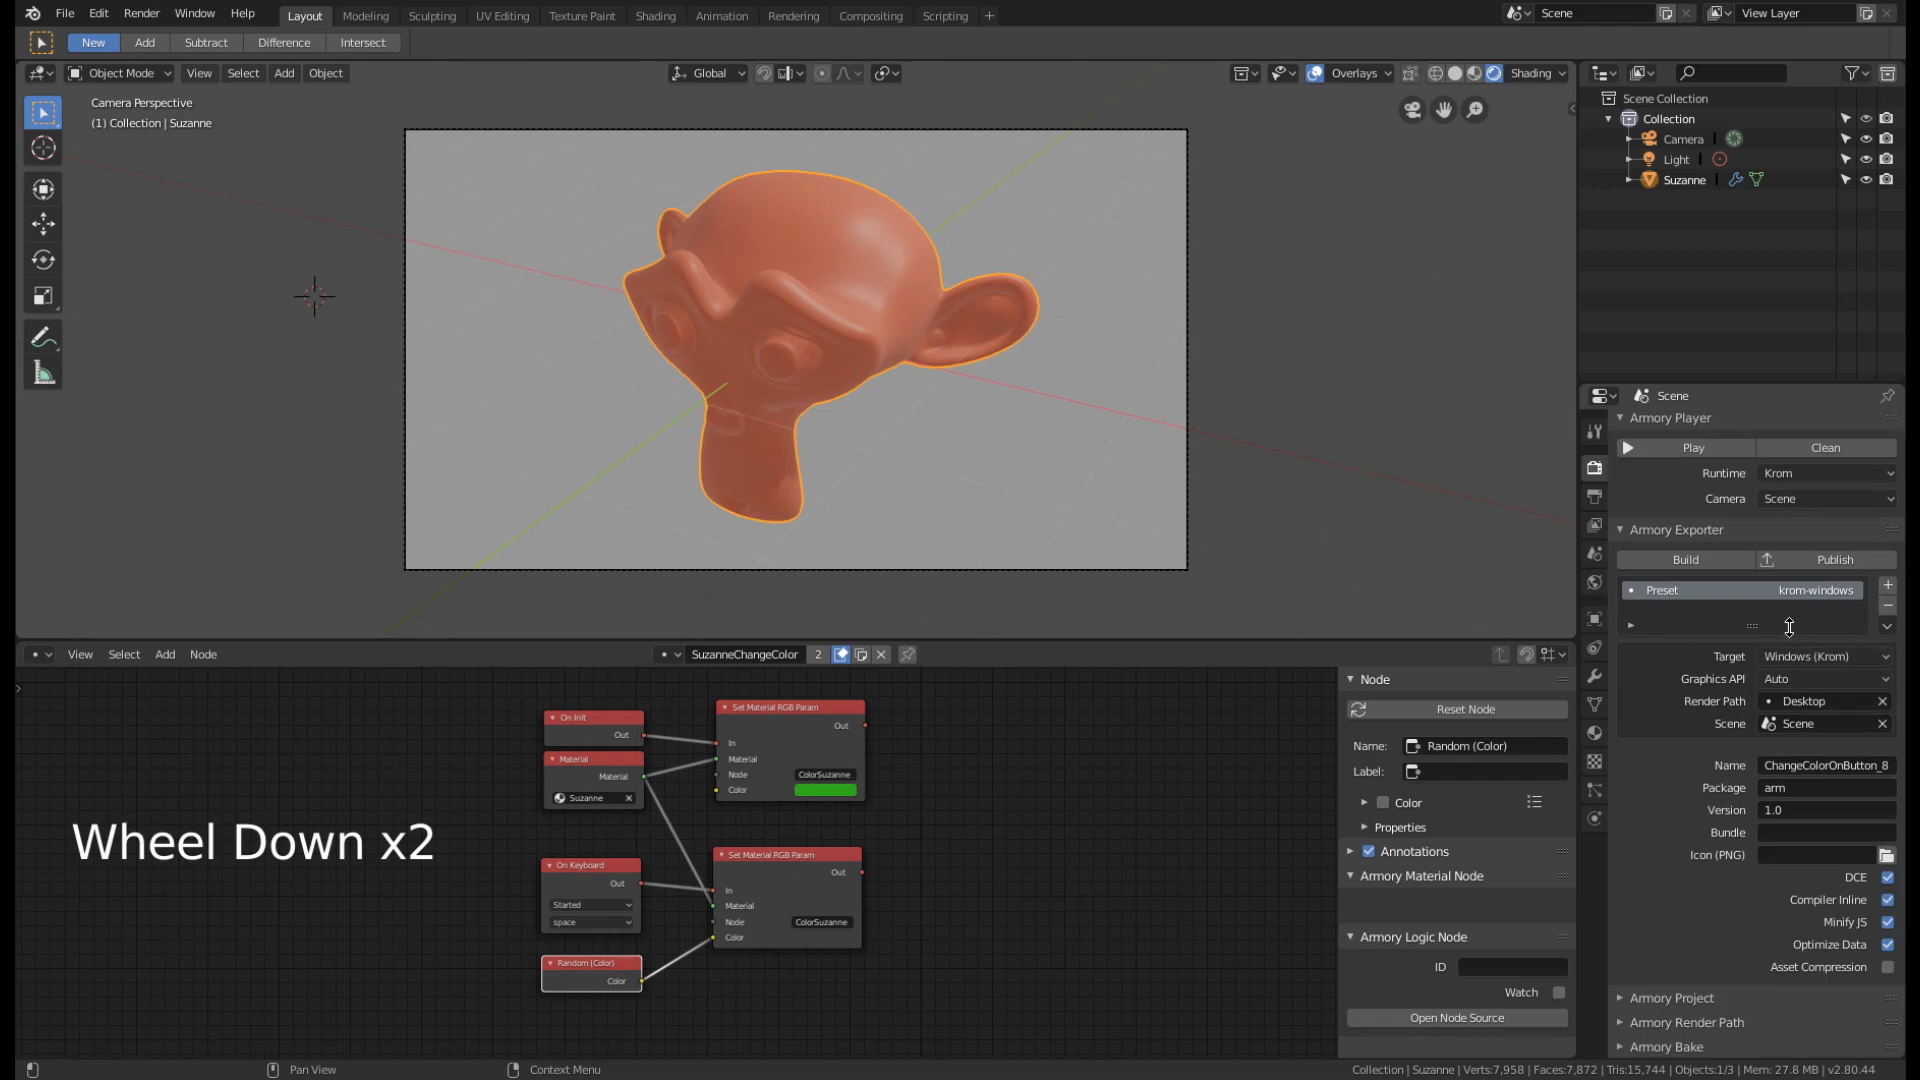 File Edit Render Window Help Layout Modeling Sculpting UV Editing Texture Paint Shading Animation Rendering Compositing Scripting + Scene View Layer
New Add Subtract Difference Intersect
Object Mode View Select Add Object Global Overlays Shading
Camera Perspective
(1) Collection | Suzanne
Scene Collection
Collection
Camera
Light
Suzanne
Scene
Armory Player
Play Clean
Runtime Krom
Camera Scene
Armory Exporter
Build Publish
Preset krom-windows
Target Windows (Krom)
Graphics API Auto
Render Path Desktop
Scene Scene
Name ChangeColorOnButton_8
Package arm
Version 1.0
Bundle
Icon (PNG)
DCE
Compiler Inline
Minify JS
Optimize Data
Asset Compression
Armory Project
Armory Render Path
Armory Bake
View Select Add Node SuzanneChangeColor 2
On Init
Out
Material
Material
Suzanne
Set Material RGB Param
Out
In
Material
Node ColorSuzanne
Color
On Keyboard
Out
Started
space
Random (Color)
Color
Set Material RGB Param
Out
In
Material
Node ColorSuzanne
Color
Wheel Down x2
Node
Reset Node
Name: Random (Color)
Label:
Color
Properties
Annotations
Armory Material Node
Armory Logic Node
ID
Watch
Open Node Source
Pan View Context Menu Collection | Suzanne | Verts:7,958 | Faces:7,872 | Tris:15,744 | Objects:1/3 | Mem: 27.8 MB | v2.80.44